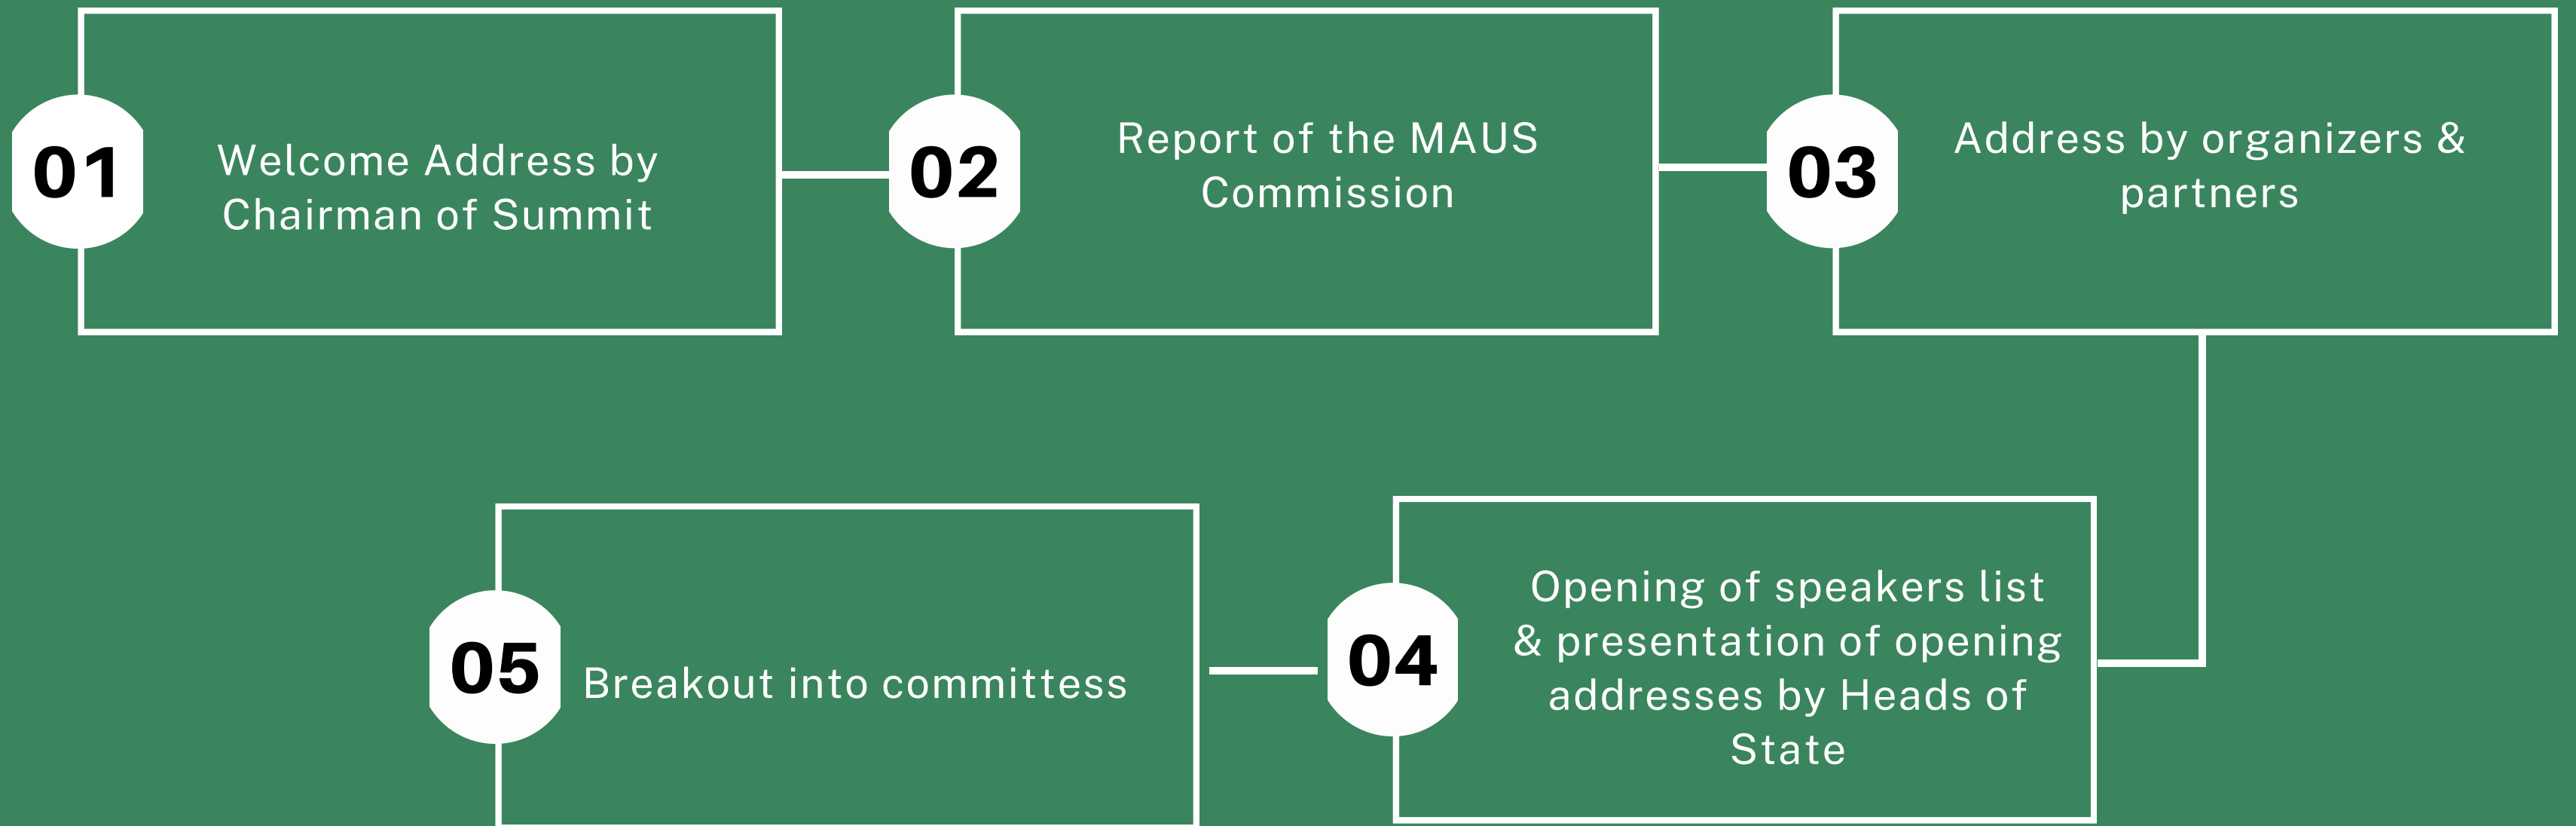 01
Welcome Address by
Chairman of Summit
02
Report of the MAUS
Commission
03
Address by organizers &
partners
04
Opening of speakers list
& presentation of opening
addresses by Heads of
State
05
Breakout into committess